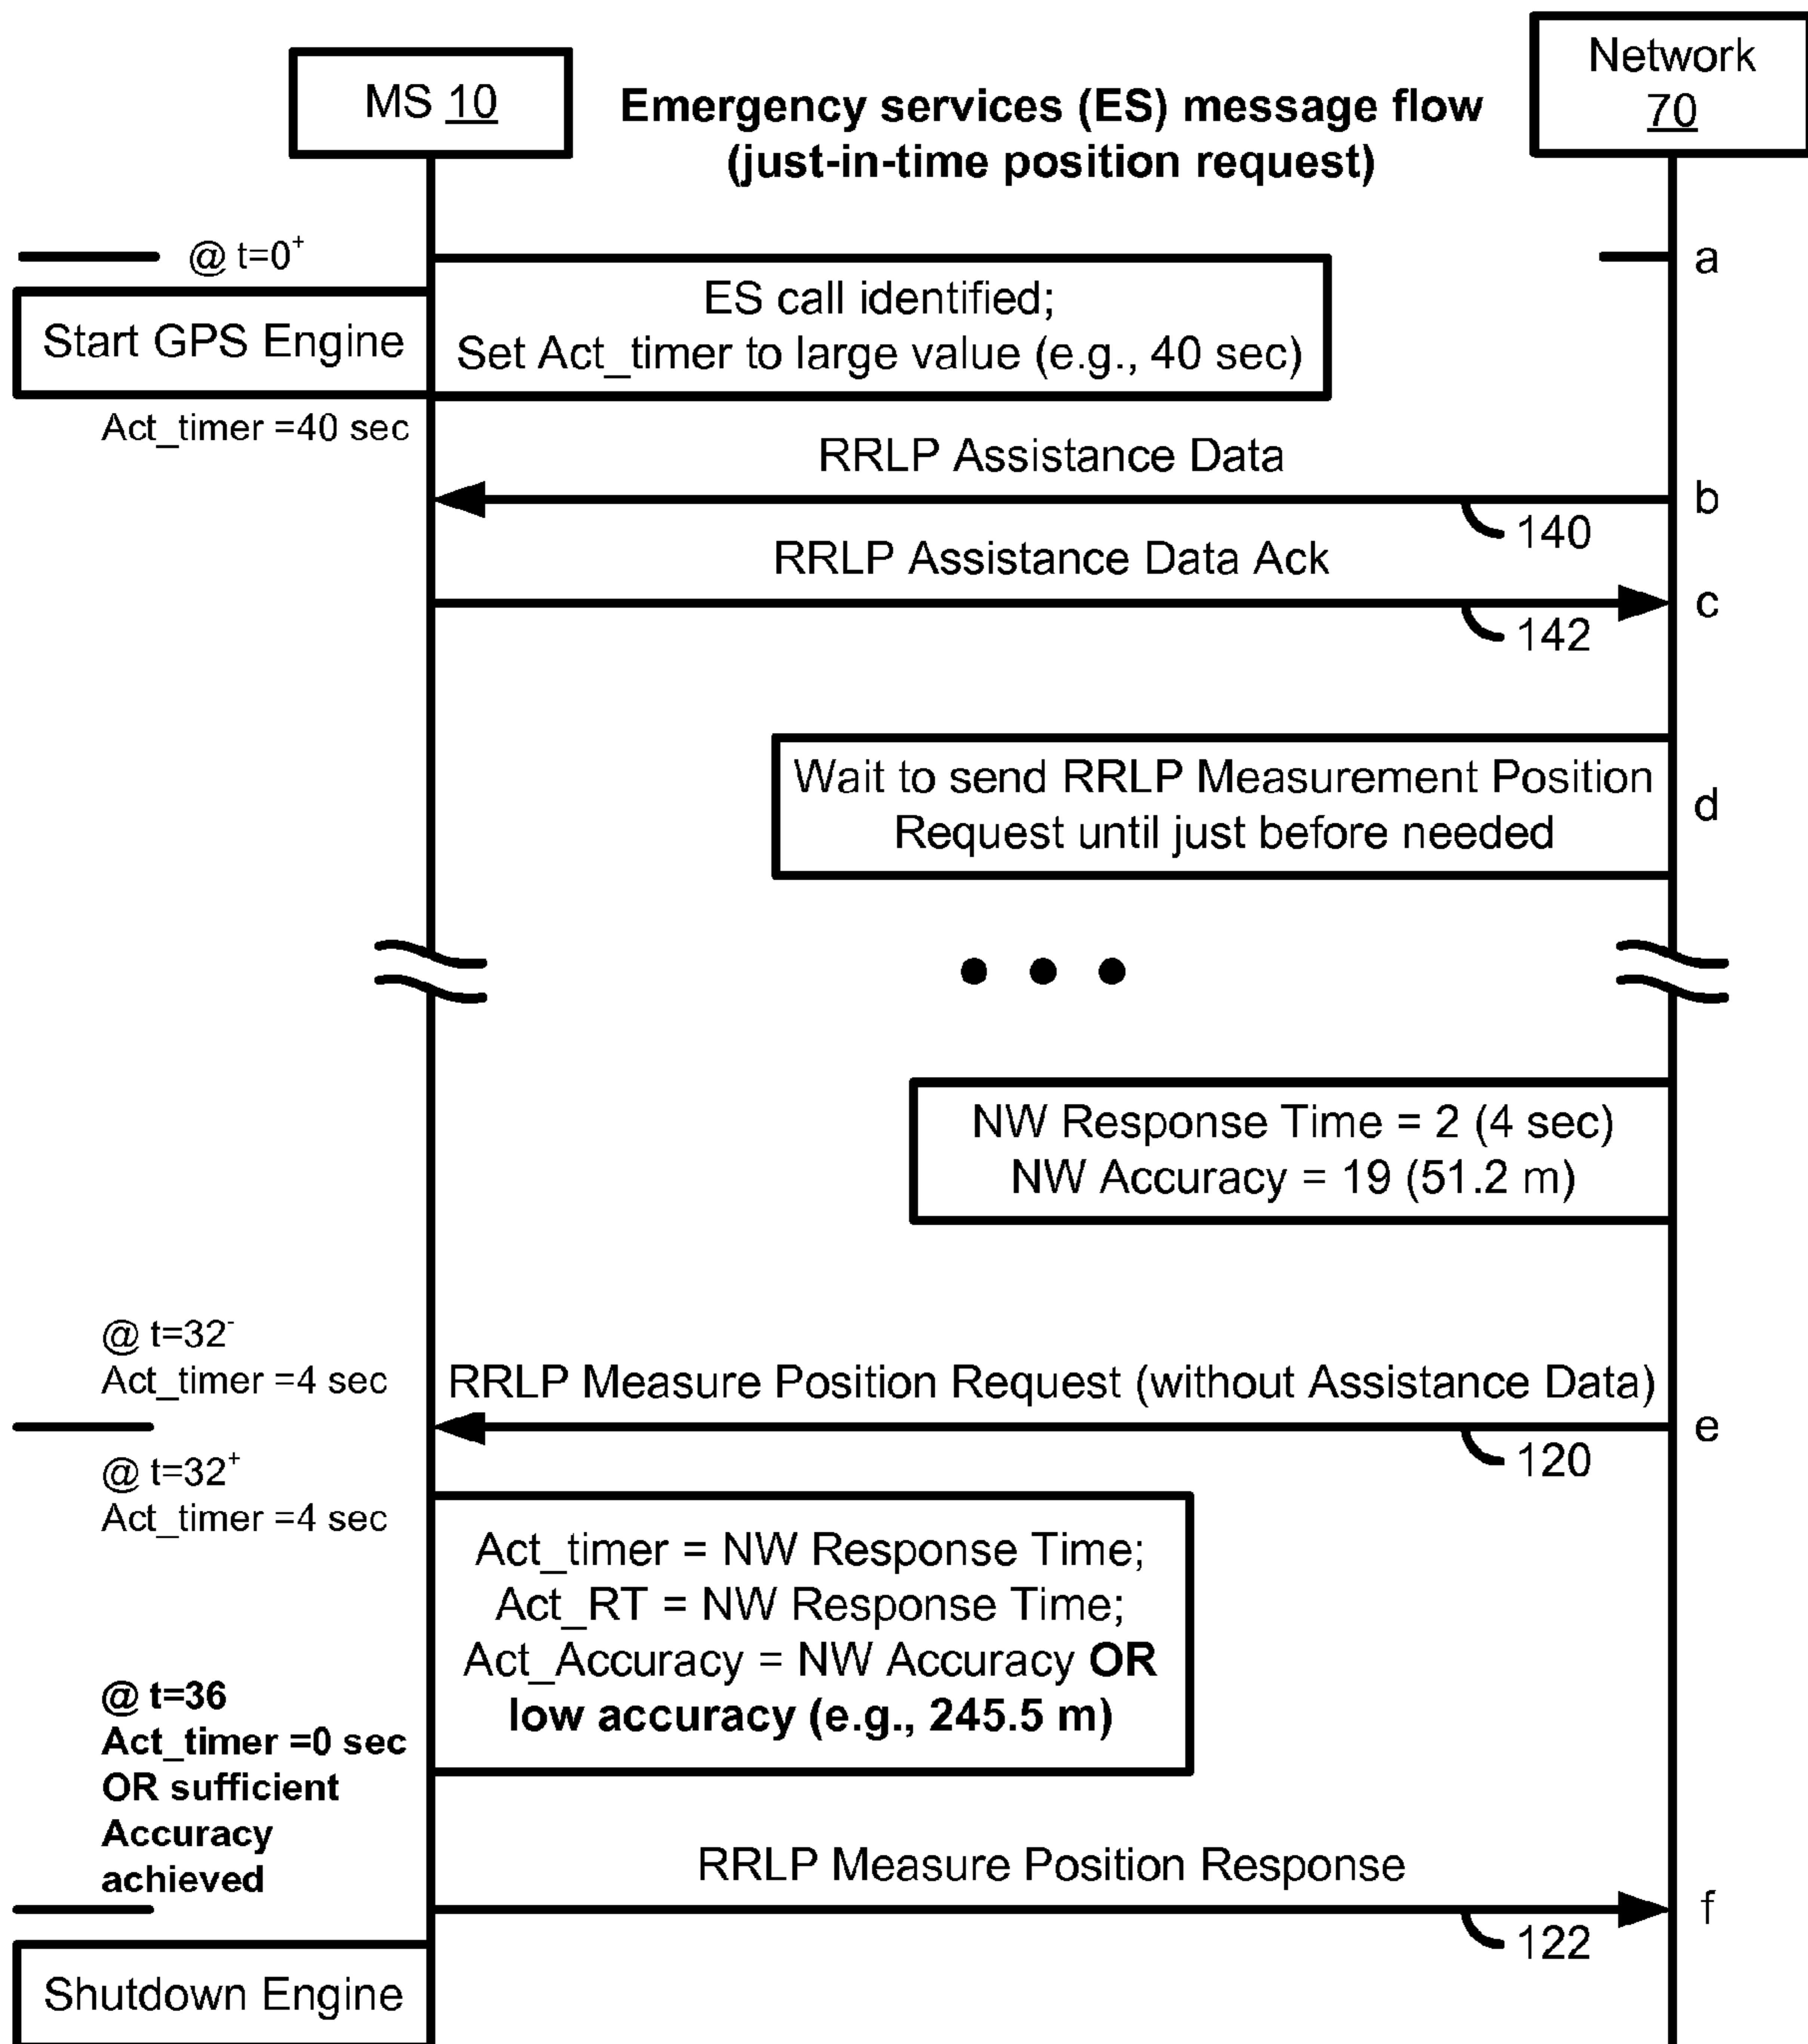 MS 10
Emergency services (ES) message flow
(just-in-time position request)
Network
70
@ t=0+
a
Start GPS Engine
ES call identified;
Set Act_timer to large value (e.g., 40 sec)
Act_timer =40 sec
RRLP Assistance Data
b
140
RRLP Assistance Data Ack
c
142
Wait to send RRLP Measurement Position
Request until just before needed
d
NW Response Time = 2 (4 sec)
NW Accuracy = 19 (51.2 m)
@ t=32-
Act_timer =4 sec
RRLP Measure Position Request (without Assistance Data)
e
120
@ t=32+
Act_timer =4 sec
Act_timer = NW Response Time;
Act_RT = NW Response Time;
Act_Accuracy = NW Accuracy OR
low accuracy (e.g., 245.5 m)
@ t=36
Act_timer =0 sec
OR sufficient
Accuracy
achieved
RRLP Measure Position Response
f
122
Shutdown Engine